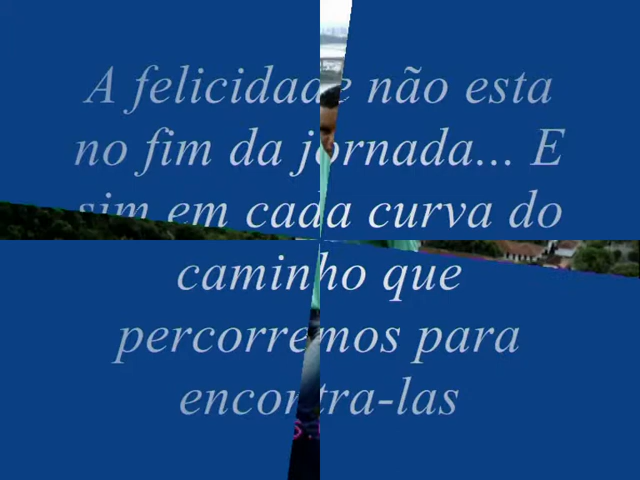 A felicidade não esta
no fim da jornada... E
sim em cada curva do
caminho que
percorremos para
encontra-las